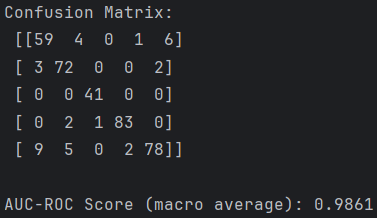 Confusion Matrix:
[[59  4  0  1  6]
[ 3 72  0  0  2]
[ 0  0 41  0  0]
[ 0  2  1 83  0]
[ 9  5  0  2 78]]
AUC-ROC Score (macro average): 0.9861